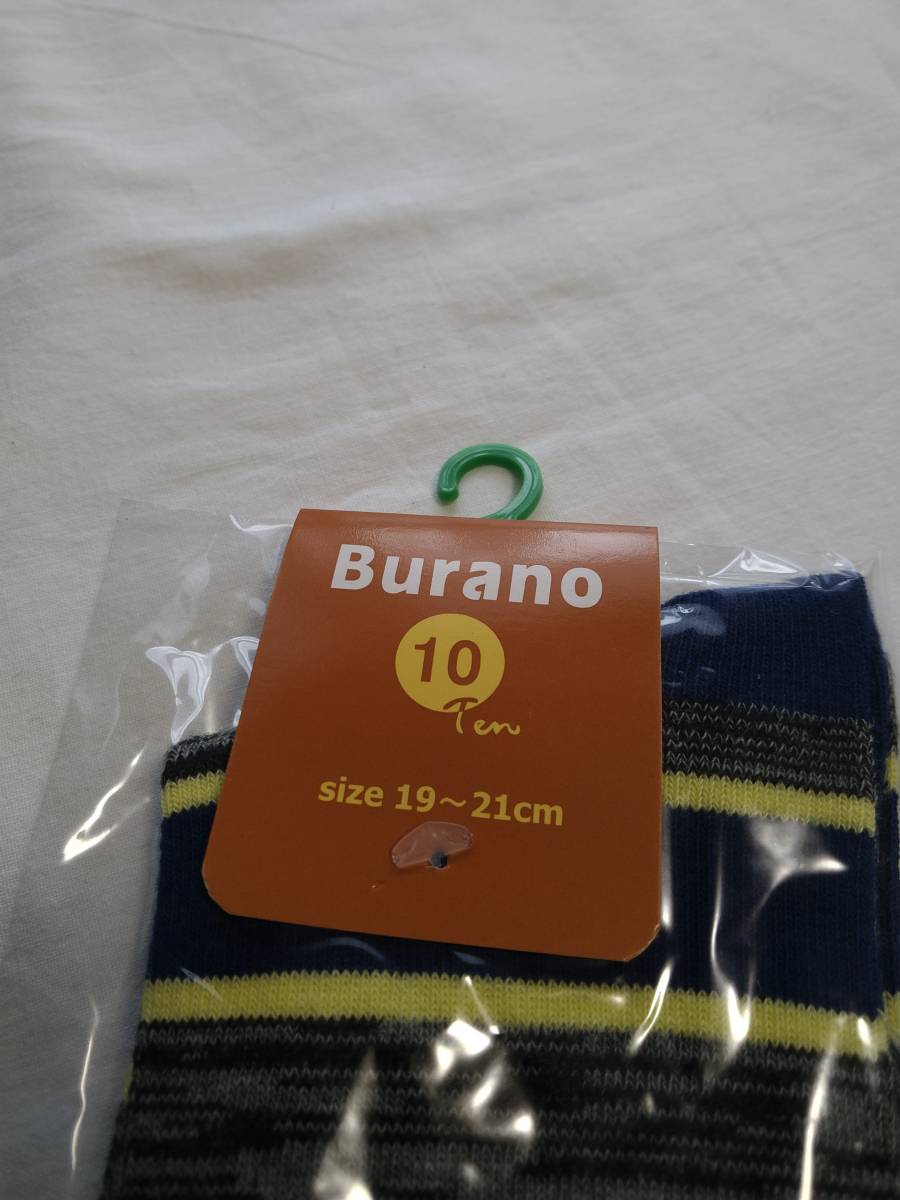 Burano
10
Ten
size 19～21cm